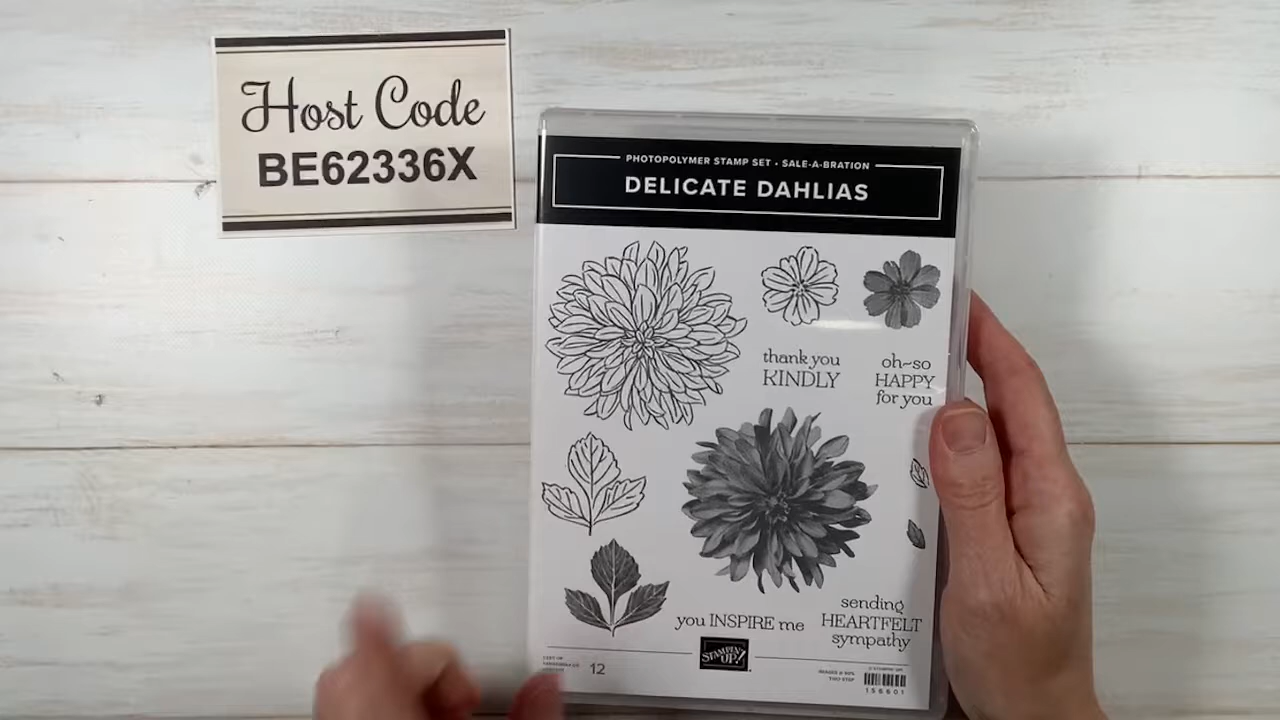 Host Code
BE62336X
PHOTOPOLYMER STAMP SET • SALE-A-BRATION
DELICATE DAHLIAS
thank you
KINDLY
oh~so
HAPPY
for you
you INSPIRE me
sending
HEARTFELT
sympathy
STAMPIN' UP!
12
156601